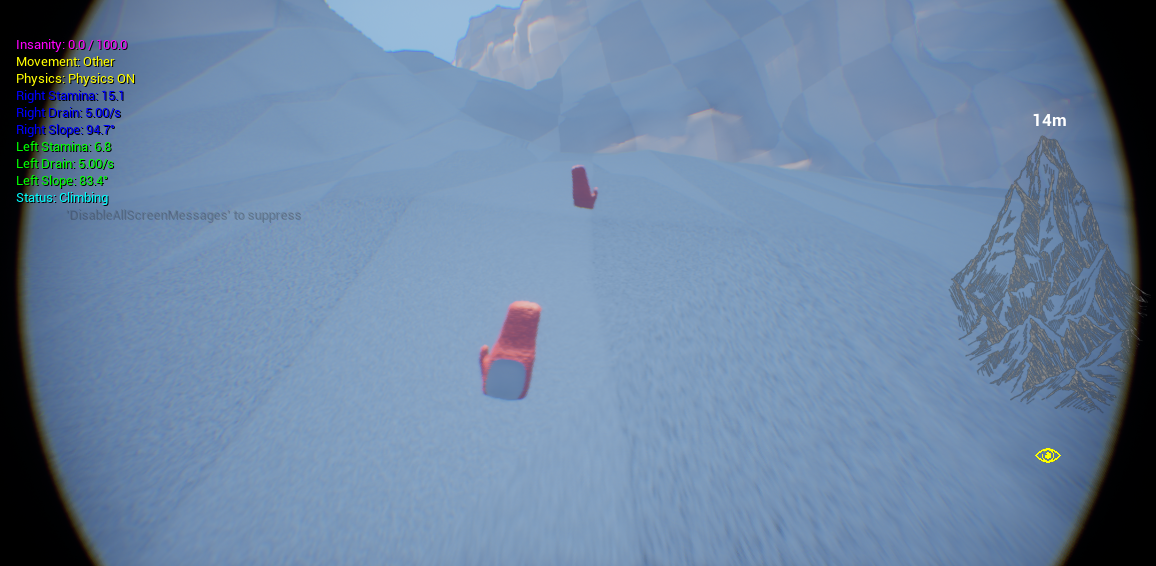 Insanity: 0.0 / 100.0
Movement: Other
Physics: Physics ON
Right Stamina: 15.1
Right Drain: 5.00/s
Right Slope: 94.7°
Left Stamina: 6.8
Left Drain: 5.00/s
Left Slope: 83.4°
Status: Climbing
'DisableAllScreenMessages' to suppress
14m